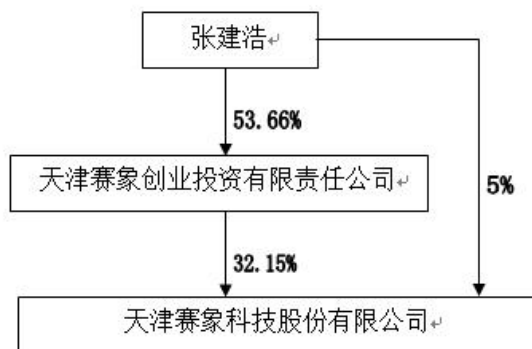 张建浩
53.66%
天津赛象创业投资有限责任公司
5%
32.15%
天津赛象科技股份有限公司